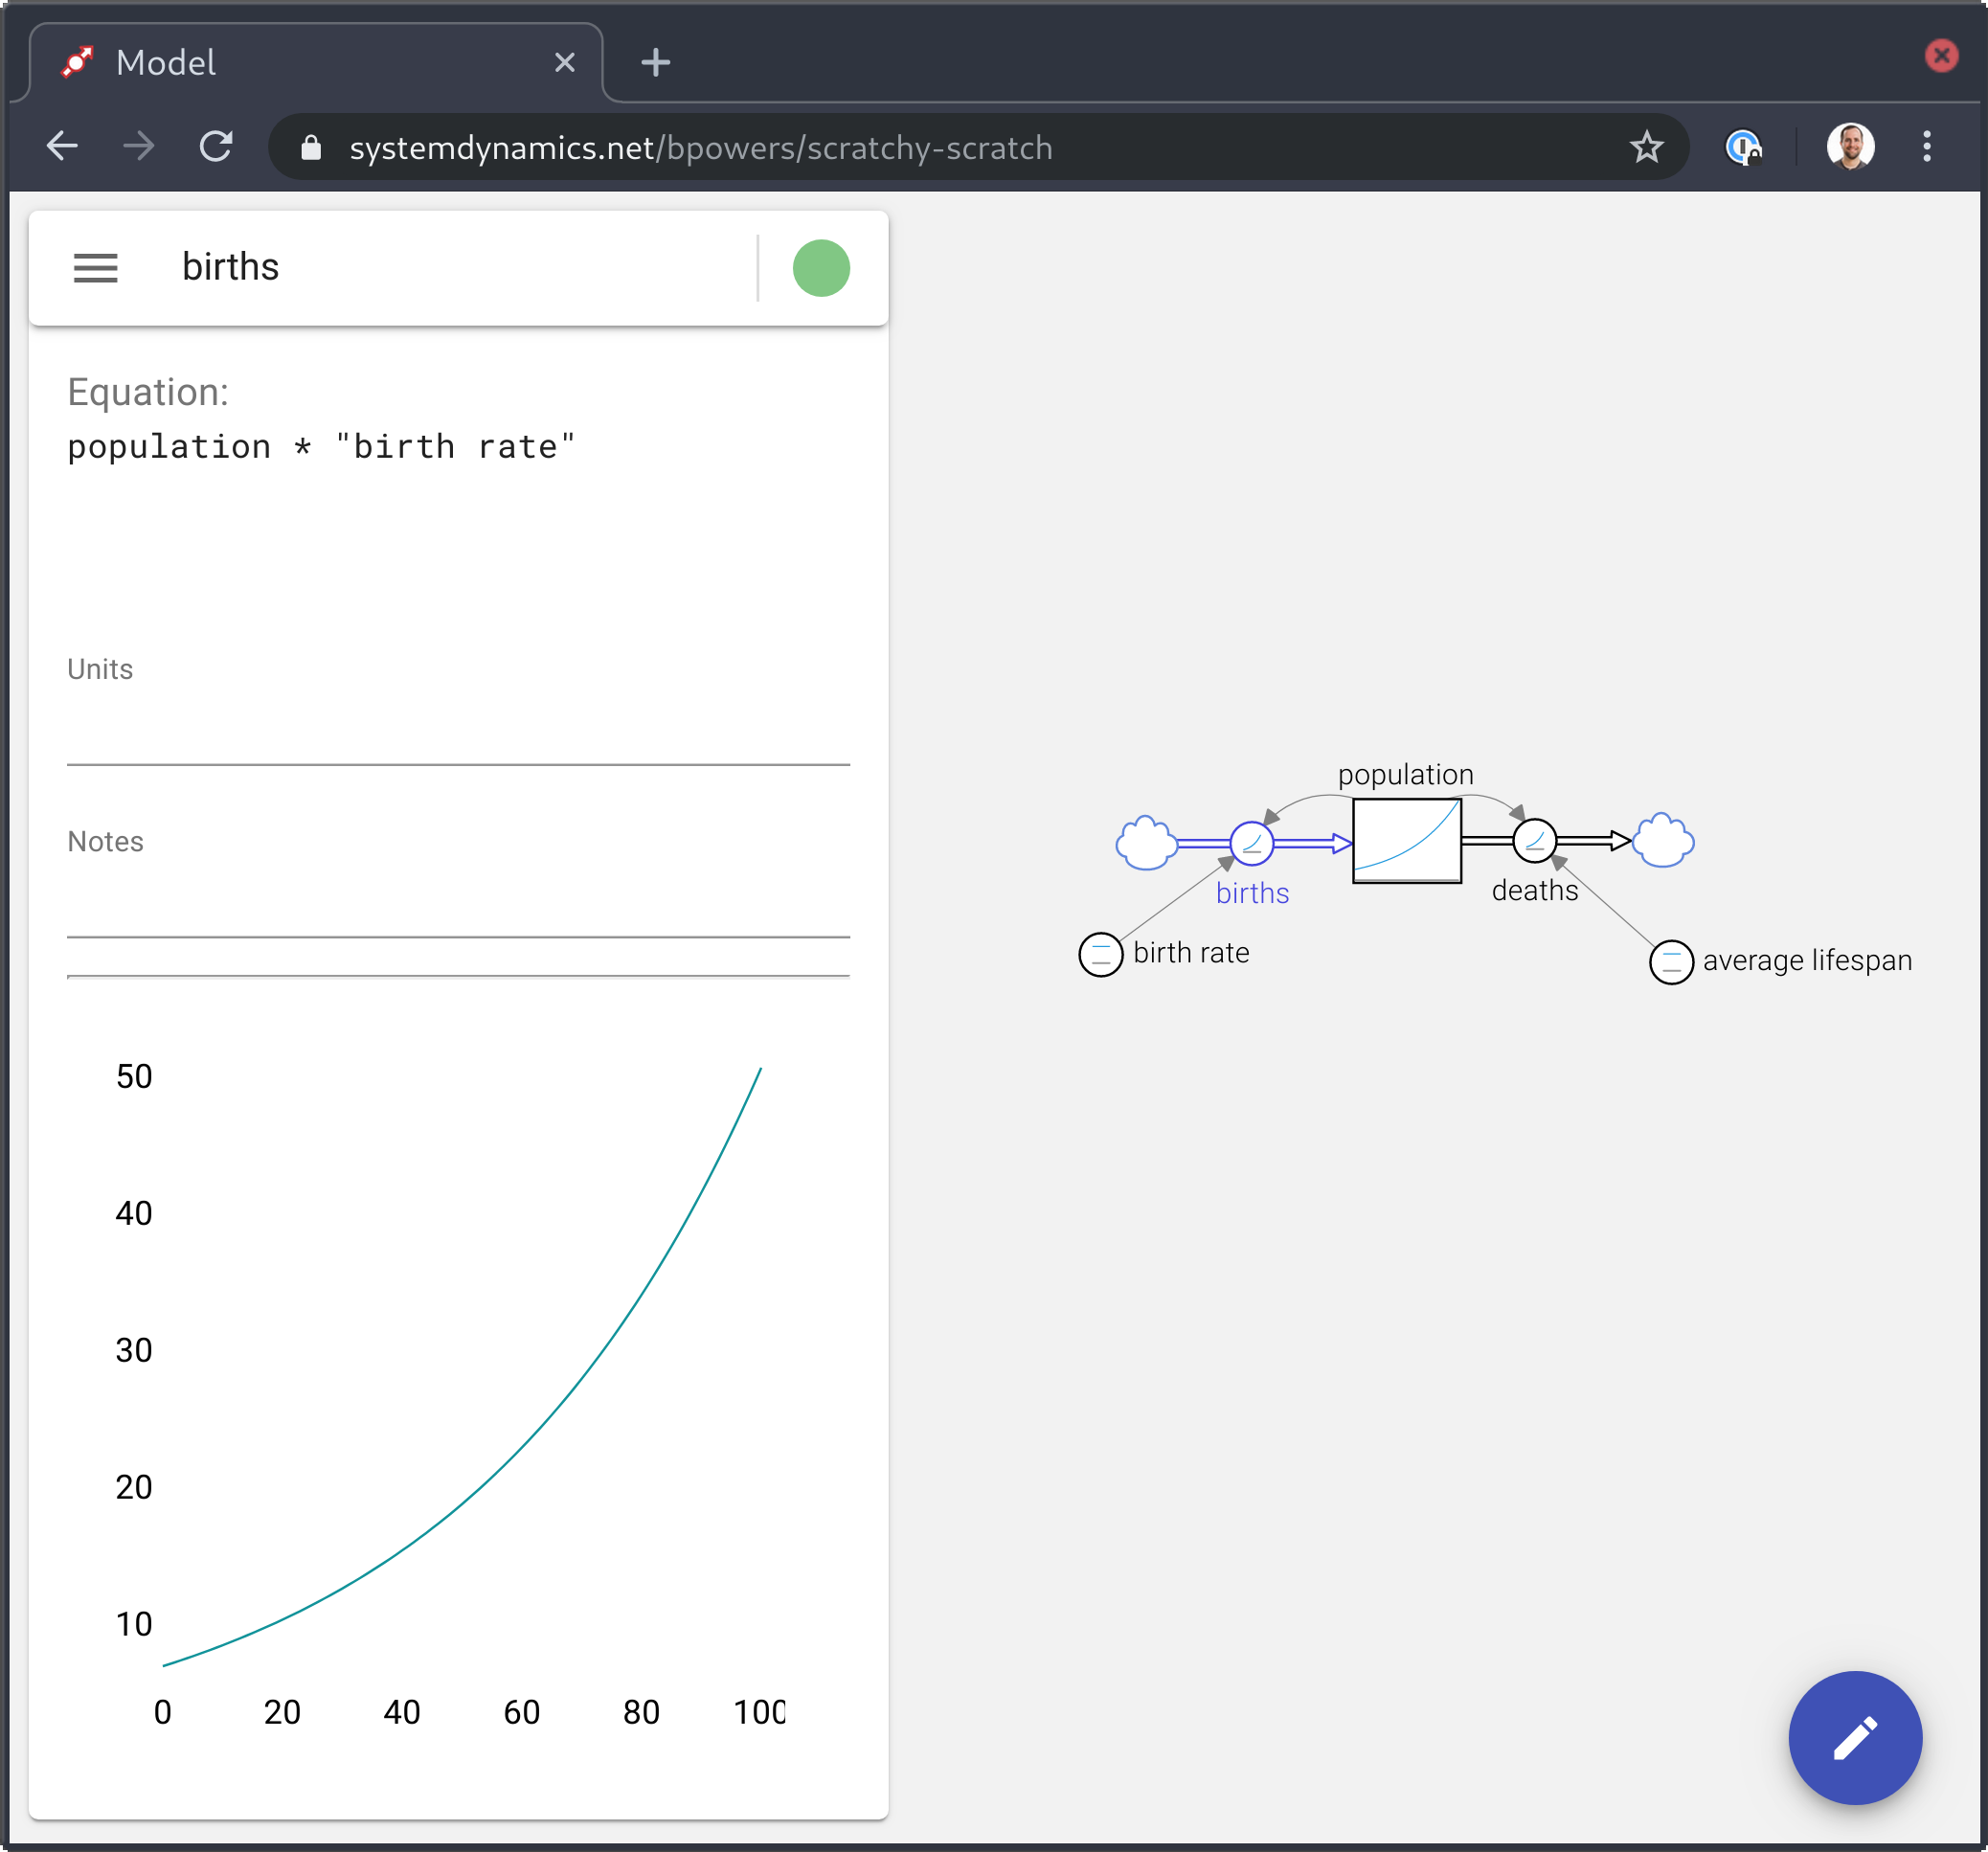 Model
systemdynamics.net/bpowers/scratchy-scratch
births
Equation:
population * "birth rate"
Units
Notes
50
40
30
20
10
0 20 40 60 80 100
population
births
deaths
birth rate
average lifespan